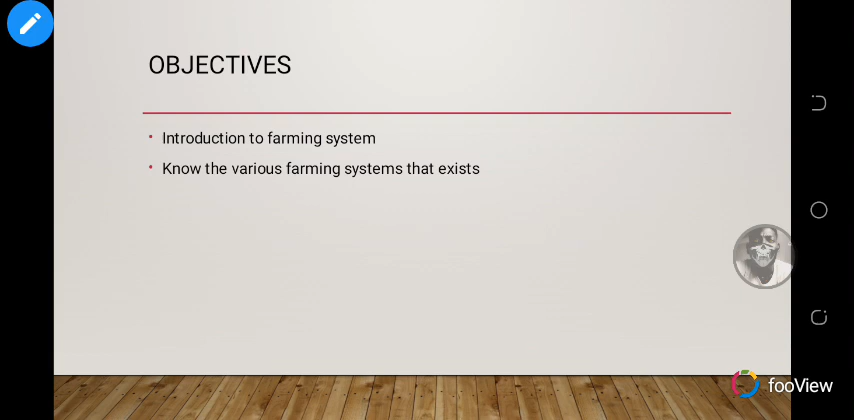 OBJECTIVES
Introduction to farming system
Know the various farming systems that exists
fooView